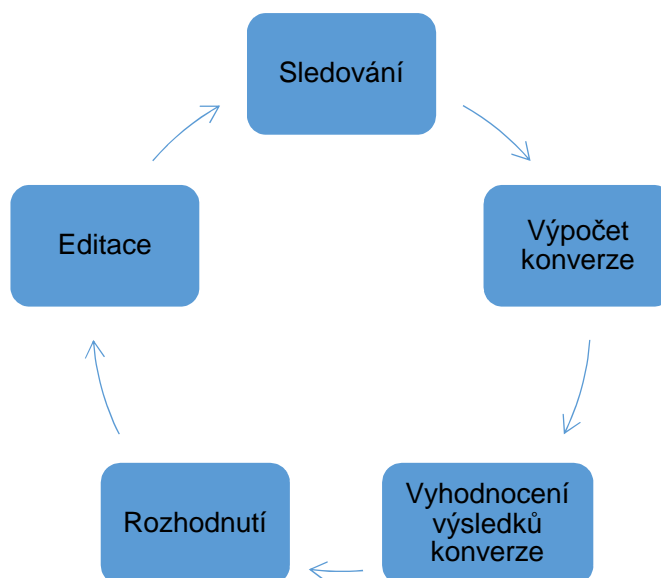 Sledování
Výpočet
konverze
Vyhodnocení
výsledků
konverze
Rozhodnutí
Editace